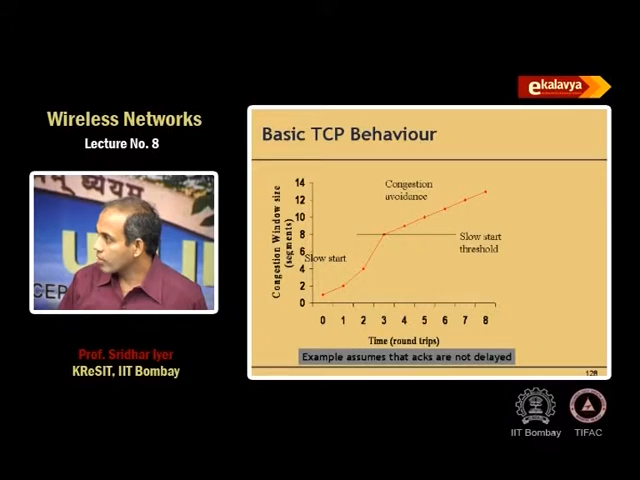 ekalavya
Wireless Networks
Lecture No. 8
Basic TCP Behaviour
Congestion Window size
(segments)
14
12
10
8
6
4
2
0
Congestion
avoidance
Slow start
threshold
Slow start
0 1 2 3 4 5 6 7 8
Time (round trips)
Example assumes that acks are not delayed
128
Prof. Sridhar Iyer
KReSIT, IIT Bombay
IIT Bombay
TIFAC